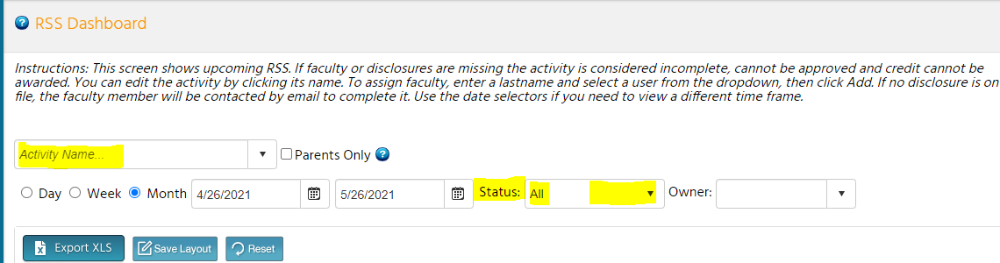 RSS Dashboard
Instructions: This screen shows upcoming RSS. If faculty or disclosures are missing the activity is considered incomplete, cannot be approved and credit cannot be
awarded. You can edit the activity by clicking its name. To assign faculty, enter a lastname and select a user from the dropdown, then click Add. If no disclosure is on
file, the faculty member will be contacted by email to complete it. Use the date selectors if you need to view a different time frame.
Activity Name... Parents Only
Day Week Month 4/26/2021 5/26/2021 Status: All Owner:
Export XLS Save Layout Reset